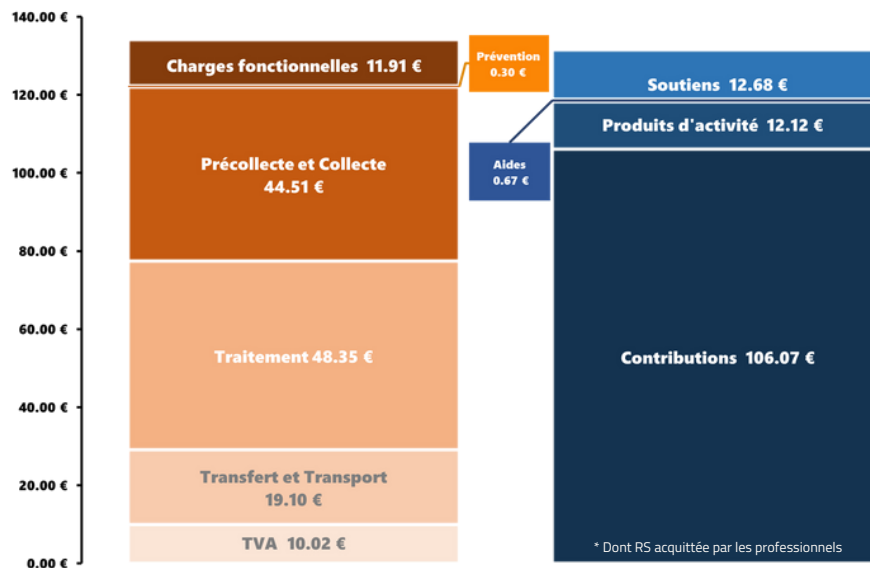 140.00 €
120.00 €
100.00 €
80.00 €
60.00 €
40.00 €
20.00 €
0.00 €
Charges fonctionnelles 11.91 €
Prévention
0.30 €
Précollecte et Collecte
44.51 €
Traitement 48.35 €
Transfert et Transport
19.10 €
TVA 10.02 €
Soutiens 12.68 €
Aides
0.67 €
Produits d'activité 12.12 €
Contributions 106.07 €
* Dont RS acquittée par les professionnels